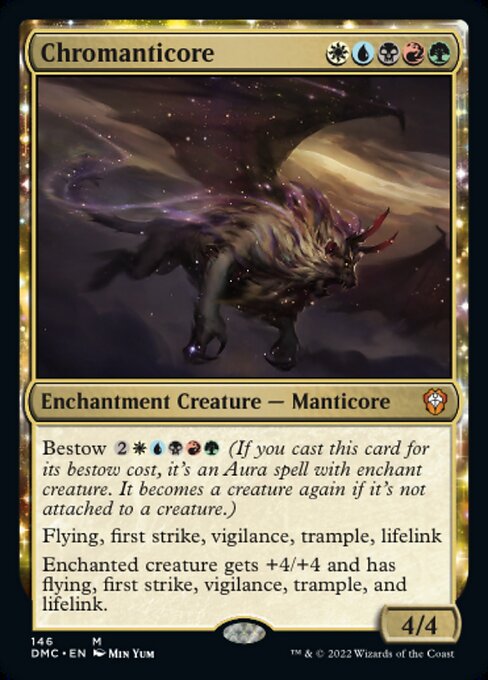 Chromanticore
Enchantment Creature — Manticore
Bestow 2 (If you cast this card for
its bestow cost, it's an Aura spell with enchant
creature. It becomes a creature again if it's not
attached to a creature.)
Flying, first strike, vigilance, trample, lifelink
Enchanted creature gets +4/+4 and has
flying, first strike, vigilance, trample, and
lifelink.
4/4
146 M
DMC • EN Min Yum
™ & © 2022 Wizards of the Coast